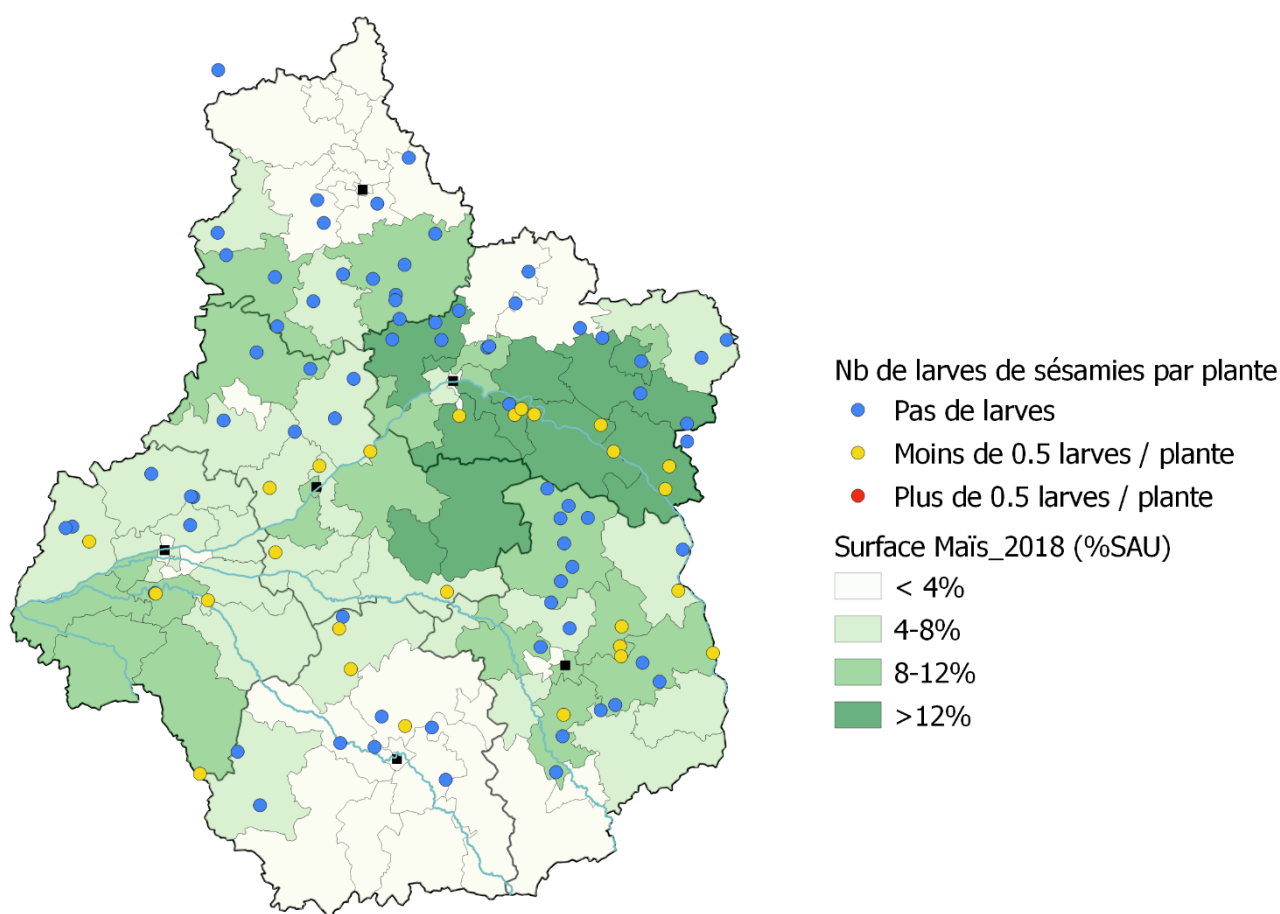 Nb de larves de sésamies par plante
Pas de larves
Moins de 0.5 larves / plante
Plus de 0.5 larves / plante
Surface Maïs_2018 (%SAU)
< 4%
4-8%
8-12%
>12%